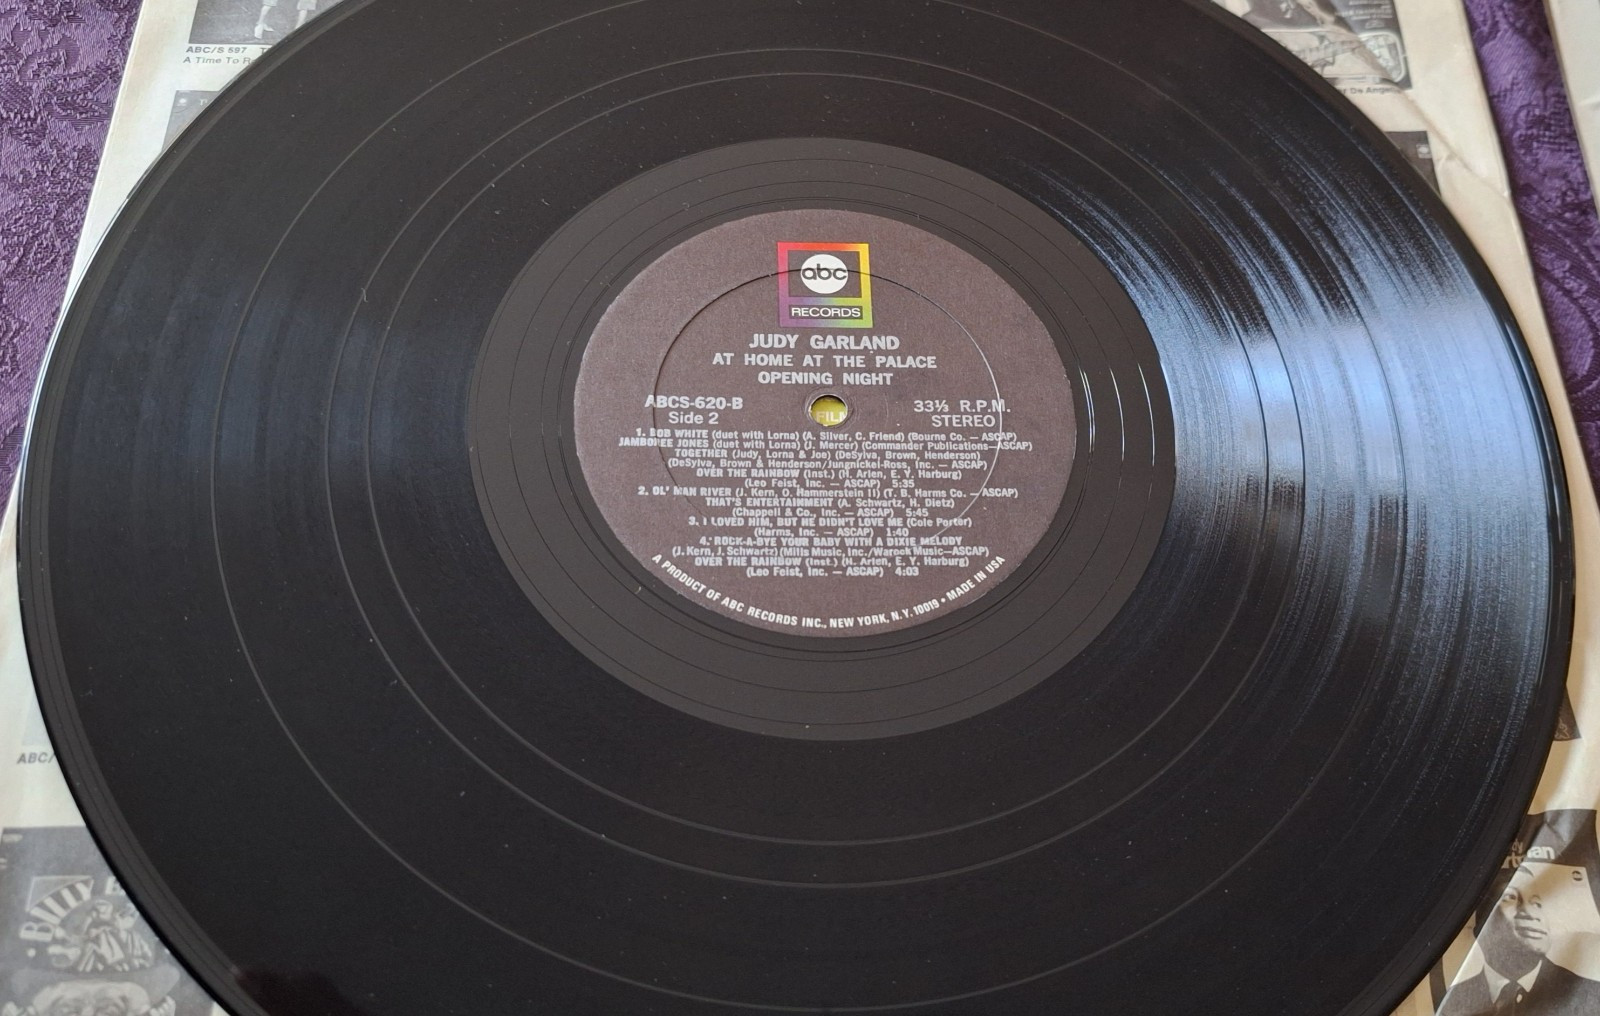 ABC/S 597
A Time To
abc
RECORDS
JUDY GARLAND
AT HOME AT THE PALACE
OPENING NIGHT
ABCS-620-B
Side 2
FIL
33⅓ R.P.M.
STEREO
1. BOB WHITE (duet with Lorna) (A. Silver, C. Friend) (Bourne Co. — ASCAP)
JAMBOREE JONES (duet with Lorna) (J. Mercer) (Commander Publications—ASCAP)
TOGETHER (Judy, Lorna & Joe) (DeSylva, Brown, Henderson)
(DeSylva, Brown & Henderson/Jungnickel-Ross, Inc. — ASCAP)
OVER THE RAINBOW (Inst.) (H. Arlen, E. Y. Harburg)
(Leo Feist, Inc. — ASCAP) 5:35
2. OL' MAN RIVER (J. Kern, O. Hammerstein II) (T. B. Harms Co. — ASCAP)
THAT'S ENTERTAINMENT (A. Schwartz, H. Dietz)
(Chappell & Co., Inc. — ASCAP) 5:45
3. I LOVED HIM, BUT HE DIDN'T LOVE ME (Cole Porter)
(Harms, Inc. — ASCAP) 1:40
4. ROCK-A-BYE YOUR BABY WITH A DIXIE MELODY
(J. Kern, J. Schwartz) (Mills Music, Inc./Warock Music—ASCAP)
OVER THE RAINBOW (Inst.) (H. Arlen, E. Y. Harburg)
(Leo Feist, Inc. — ASCAP) 4:03
A PRODUCT OF ABC RECORDS INC., NEW YORK, N.Y. 10019 • MADE IN USA
ABC/